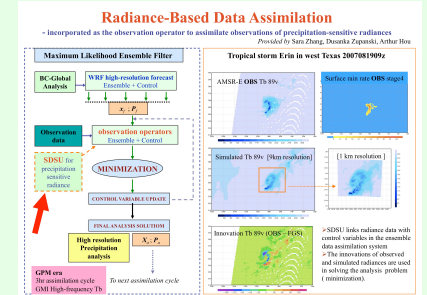 Radiance-Based Data Assimilation
- incorporated as the observation operator to assimilate observations of precipitation-sensitive radiances
Provided by Sara Zhang, Dusanka Zupanski, Arthur Hou
Maximum Likelihood Ensemble Filter
BC-Global
Analysis
WRF high-resolution forecast
Ensemble + Control
xf ; Pf
Observation
data
observation operators
Ensemble + Control
SDSU for
precipitation
sensitive
radiance
MINIMIZATION
CONTROL VARIABLE UPDATE
FINAL ANALYSIS SOLUTIOM
High resolution
Precipitation
analysis
Xa ; Pa
GPM era
3hr assimilation cycle
GMI High-frequency Tb
To next assimilation cycle
Tropical storm Erin in west Texas 2007081909z
AMSR-E OBS Tb 89v
Surface rain rate OBS stage4
Simulated Tb 89v [9km resolution ]
[1 km resolution ]
Innovation Tb 89v (OBS – FGS)
➢SDSU links radiance data with
control variables in the ensemble
data assimilation system
➢The innovations of observed
and simulated radiances are used
in solving the analysis problem
( minimization).